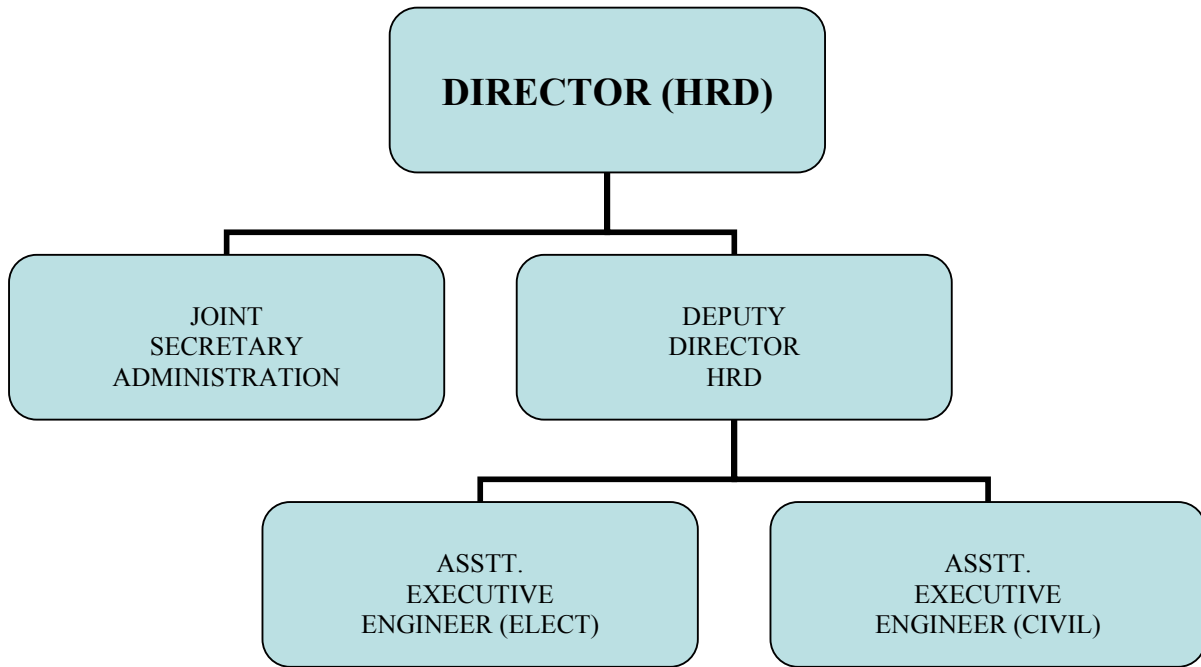 DIRECTOR (HRD)
JOINT
SECRETARY
ADMINISTRATION
DEPUTY
DIRECTOR
HRD
ASSTT.
EXECUTIVE
ENGINEER (ELECT)
ASSTT.
EXECUTIVE
ENGINEER (CIVIL)